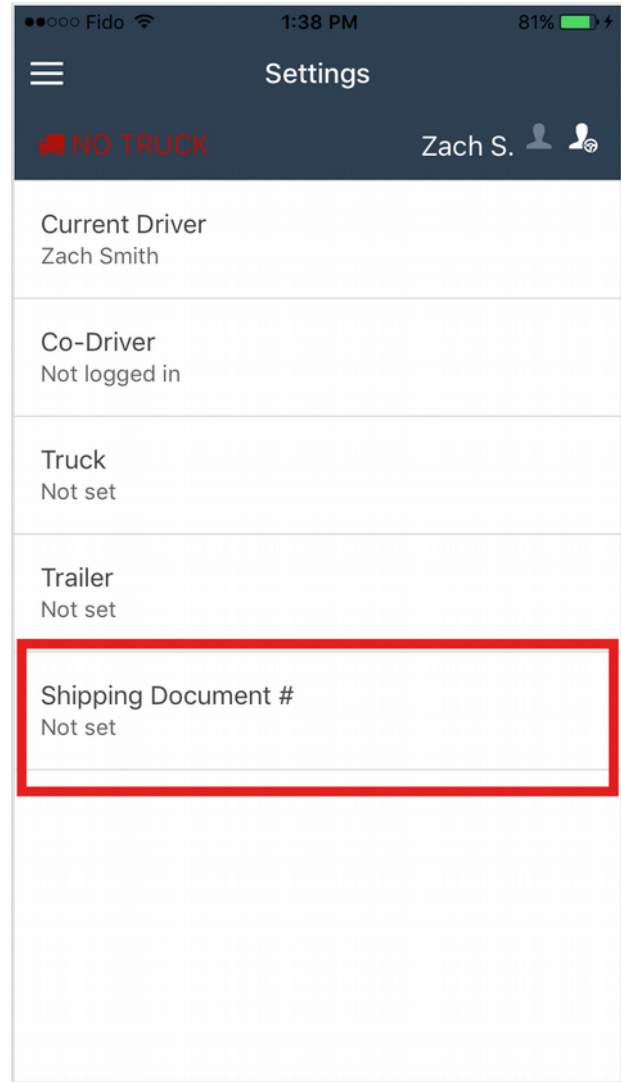 Fido 1:38 PM 81%
Settings
NO TRUCK Zach S.
Current Driver
Zach Smith
Co-Driver
Not logged in
Truck
Not set
Trailer
Not set
Shipping Document #
Not set